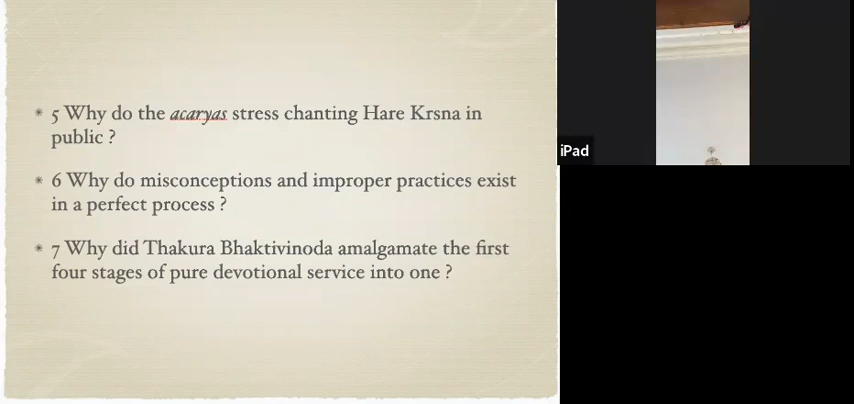 * 5 Why do the acaryas stress chanting Hare Krsna in
public ?
* 6 Why do misconceptions and improper practices exist
in a perfect process ?
* 7 Why did Thakura Bhaktivinoda amalgamate the first
four stages of pure devotional service into one ?
iPad